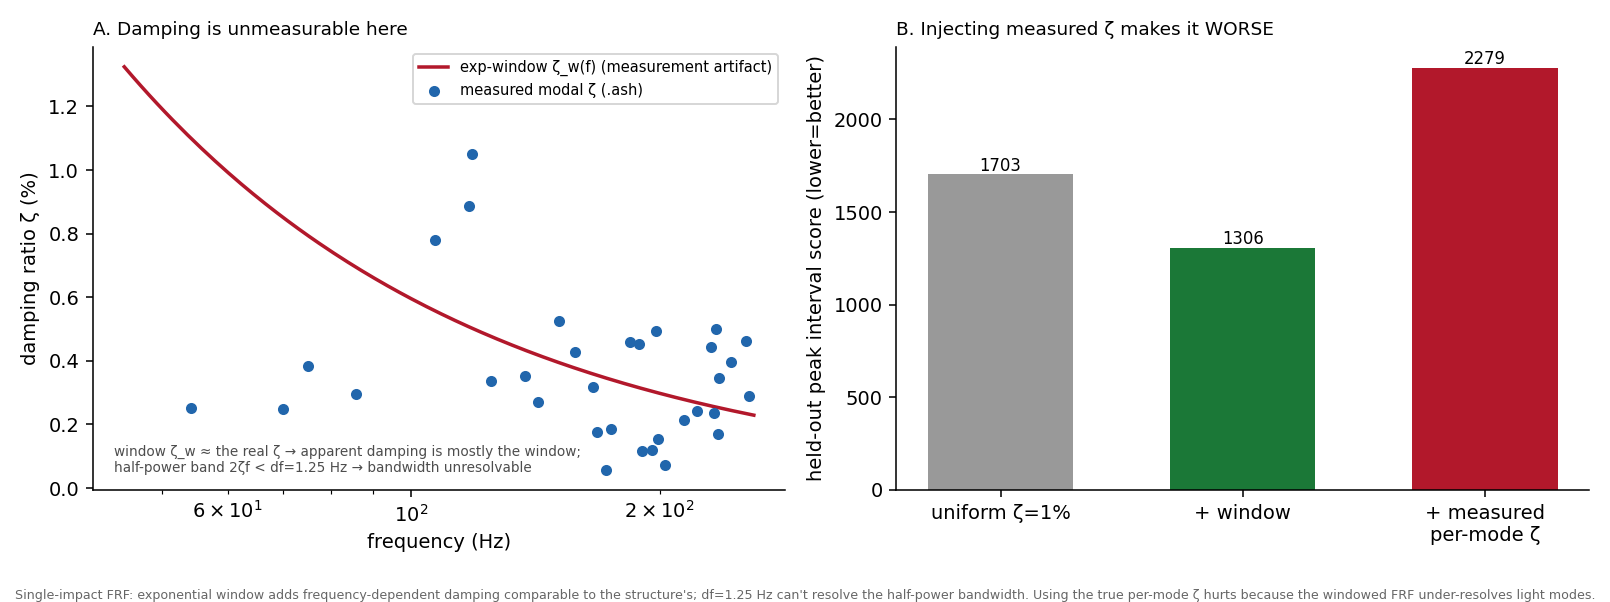 A. Damping is unmeasurable here
exp-window ζ_w(f) (measurement artifact)
measured modal ζ (.ash)
damping ratio ζ (%)
1.2
1.0
0.8
0.6
0.4
0.2
0.0
window ζ_w ≈ the real ζ → apparent damping is mostly the window;
half-power band 2ζf < df=1.25 Hz → bandwidth unresolvable
6 × 10¹
10²
2 × 10²
frequency (Hz)
B. Injecting measured ζ makes it WORSE
held-out peak interval score (lower=better)
2000
1500
1000
500
0
1703
1306
2279
uniform ζ=1%
+ window
+ measured
per-mode ζ
Single-impact FRF: exponential window adds frequency-dependent damping comparable to the structure's; df=1.25 Hz can't resolve the half-power bandwidth. Using the true per-mode ζ hurts because the windowed FRF under-resolves light modes.